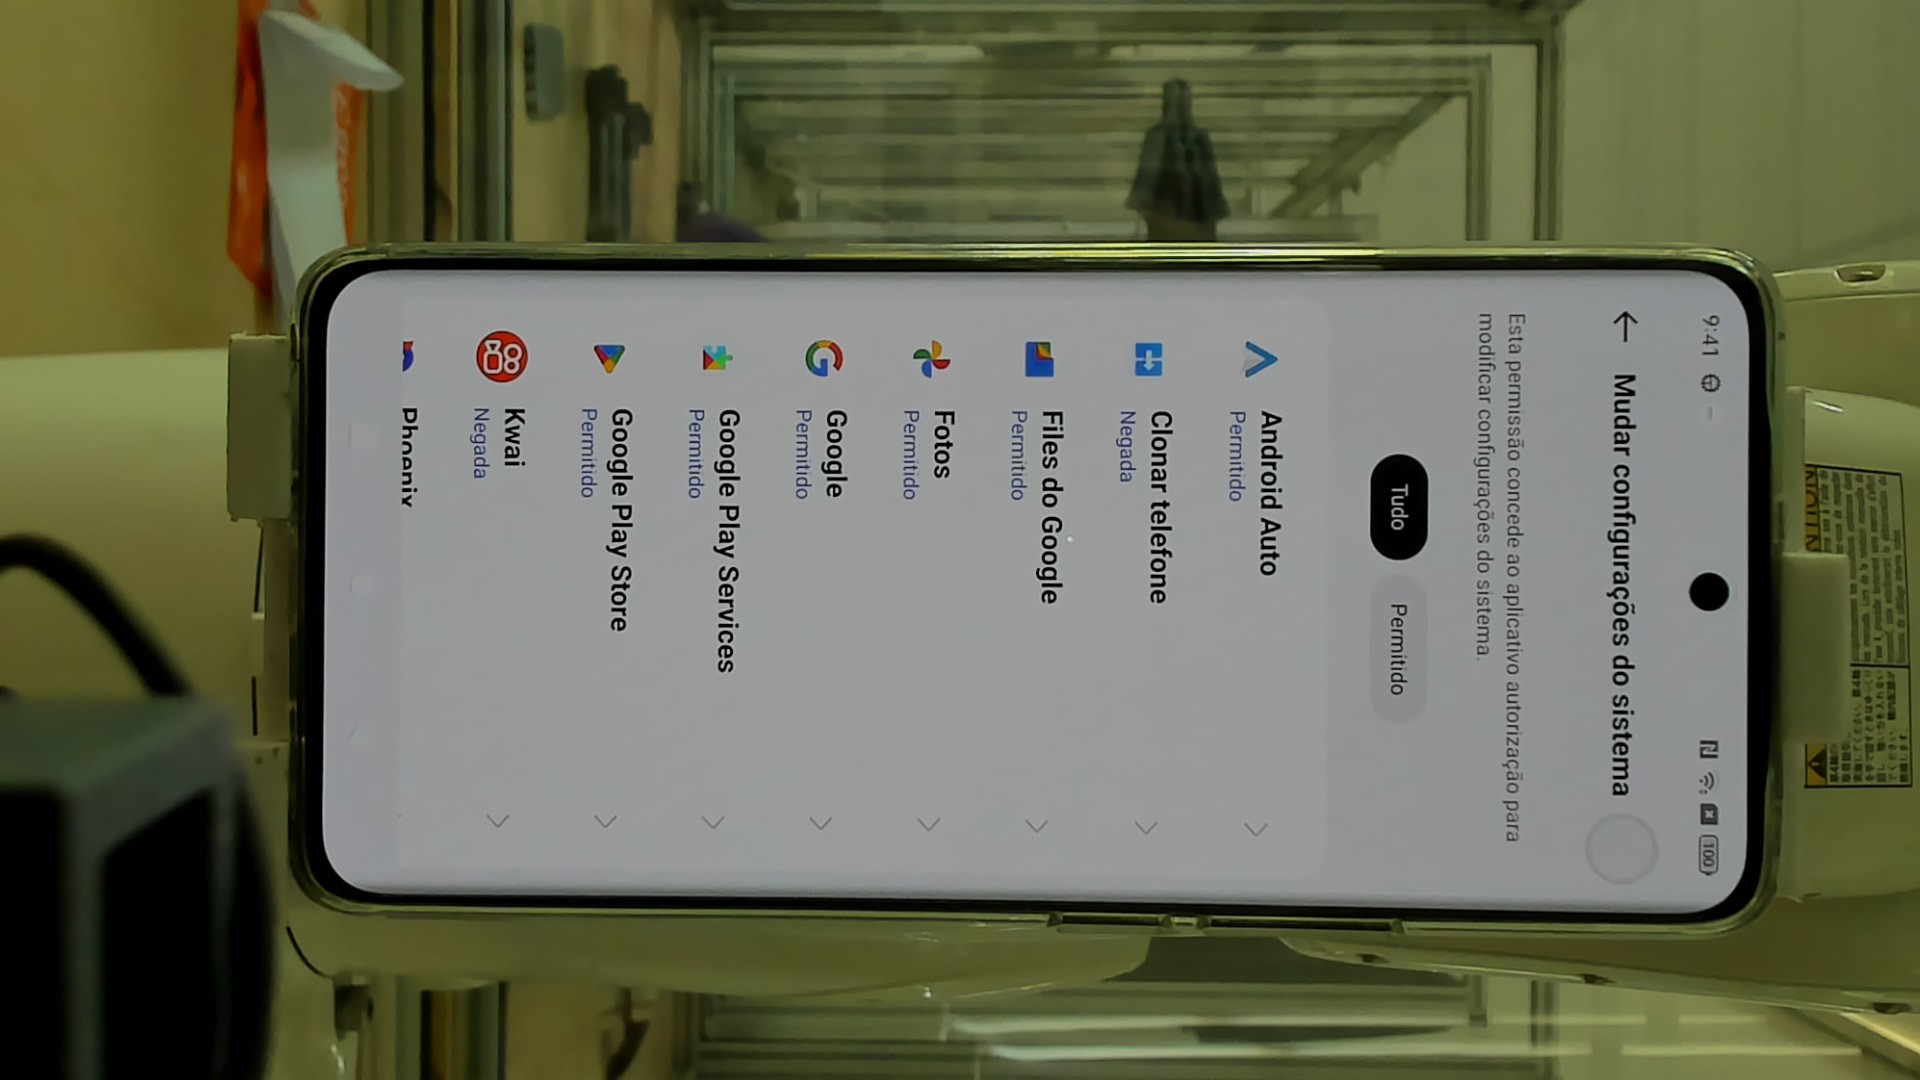 9:41
100
Mudar configurações do sistema
Esta permissão concede ao aplicativo autorização para
modificar configurações do sistema.
Tudo
Permitido
Android Auto
Permitido
Clonar telefone
Negada
Files do Google
Permitido
Fotos
Permitido
Google
Permitido
Google Play Services
Permitido
Google Play Store
Permitido
Kwai
Negada
Phoenix